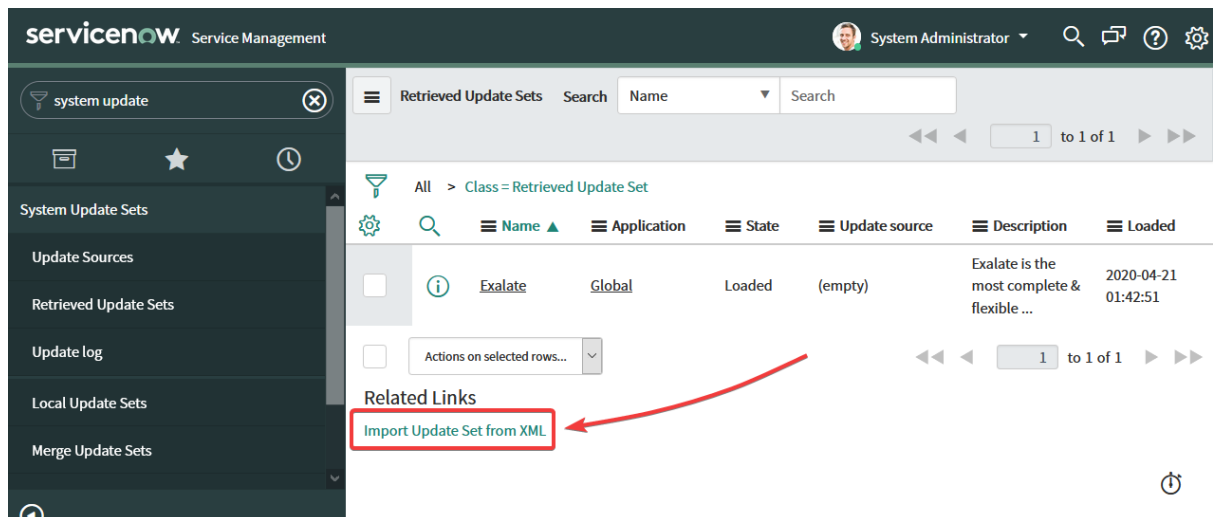 servicenow. Service Management
System Administrator
system update
Retrieved Update Sets Search Name Search
1 to 1 of 1
System Update Sets
Update Sources
Retrieved Update Sets
Update log
Local Update Sets
Merge Update Sets
All > Class = Retrieved Update Set
Name Application State Update source Description Loaded
Exalate Global Loaded (empty)
Exalate is the
most complete &
flexible ...
2020-04-21
01:42:51
Actions on selected rows...
1 to 1 of 1
Related Links
Import Update Set from XML